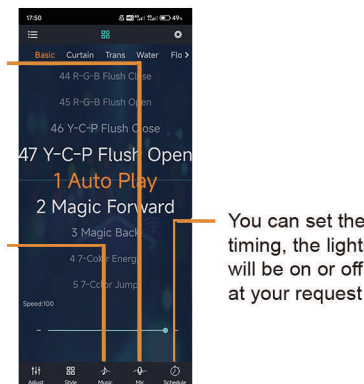 17:50
49%
Basic Curtain Trans Water Flo >
44 R-G-B Flush Close
45 R-G-B Flush Open
46 Y-C-P Flush Close
47 Y-C-P Flush Open
1 Auto Play
2 Magic Forward
3 Magic Back
4 7-Color Energy
5 7-Color Jump
Speed:100
Adjust Style Music Mic Schedule
You can set the
timing, the light
will be on or off
at your request